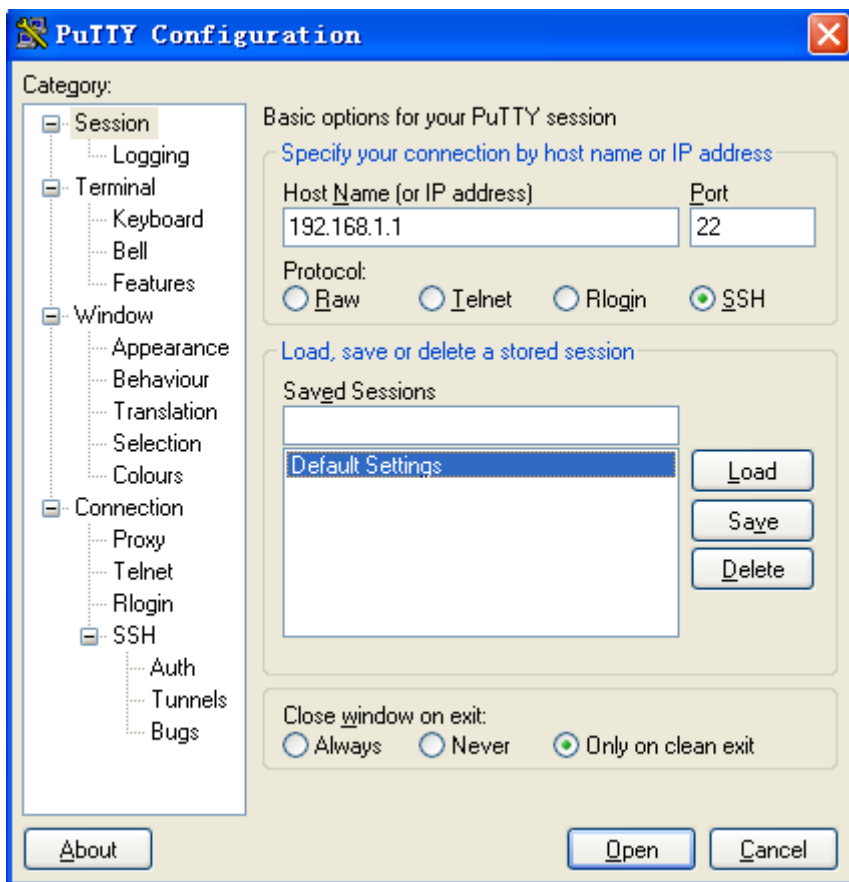 PuTTY Configuration
Category:
Session
Logging
Terminal
Keyboard
Bell
Features
Window
Appearance
Behaviour
Translation
Selection
Colours
Connection
Proxy
Telnet
Rlogin
SSH
Auth
Tunnels
Bugs
Basic options for your PuTTY session
Specify your connection by host name or IP address
Host Name (or IP address) Port
192.168.1.1 22
Protocol:
Raw Telnet Rlogin SSH
Load, save or delete a stored session
Saved Sessions
Default Settings
Load
Save
Delete
Close window on exit:
Always Never Only on clean exit
About Open Cancel